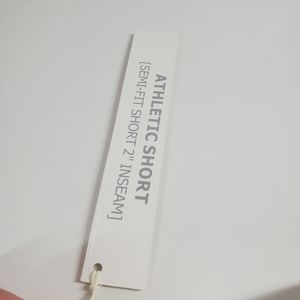 ATHLETIC SHORT
[SEMI-FIT SHORT 2" INSEAM]